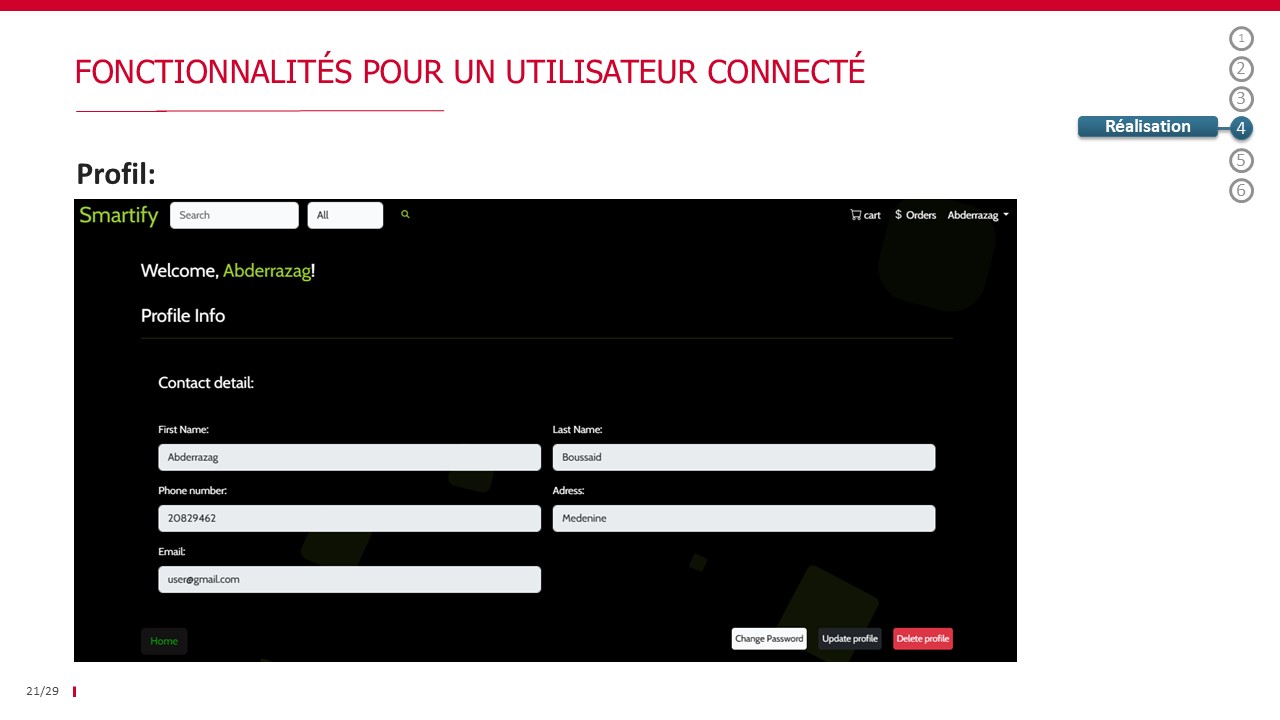 FONCTIONNALITÉS POUR UN UTILISATEUR CONNECTÉ
1
2
3
Réalisation 4
5
6
Profil:
Smartify Search All cart $ Orders Abderrazag
Welcome, Abderrazag!
Profile Info
Contact detail:
First Name: Last Name:
Abderrazag Boussaid
Phone number: Adress:
20829462 Medenine
Email:
user@gmail.com
Home Change Password Update profile Delete profile
21/29